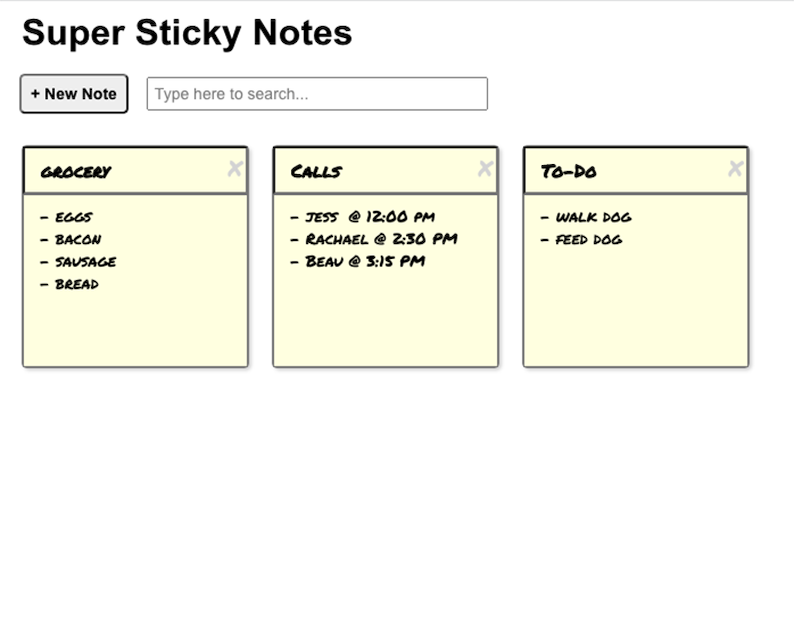 Super Sticky Notes
+ New Note
Type here to search...
GROCERY
- EGGS
- BACON
- SAUSAGE
- BREAD
CALLS
- JESS @ 12:00 PM
- RACHAEL @ 2:30 PM
- BEAU @ 3:15 PM
TO-DO
- WALK DOG
- FEED DOG